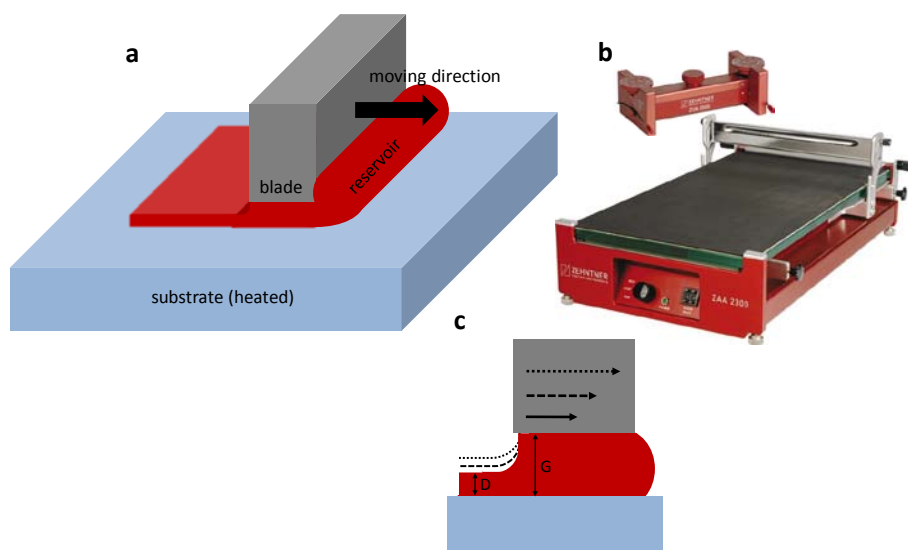 a
moving direction
blade
reservoir
substrate (heated)
b
ZEHNTNER
ZAA 2300
c
G
D